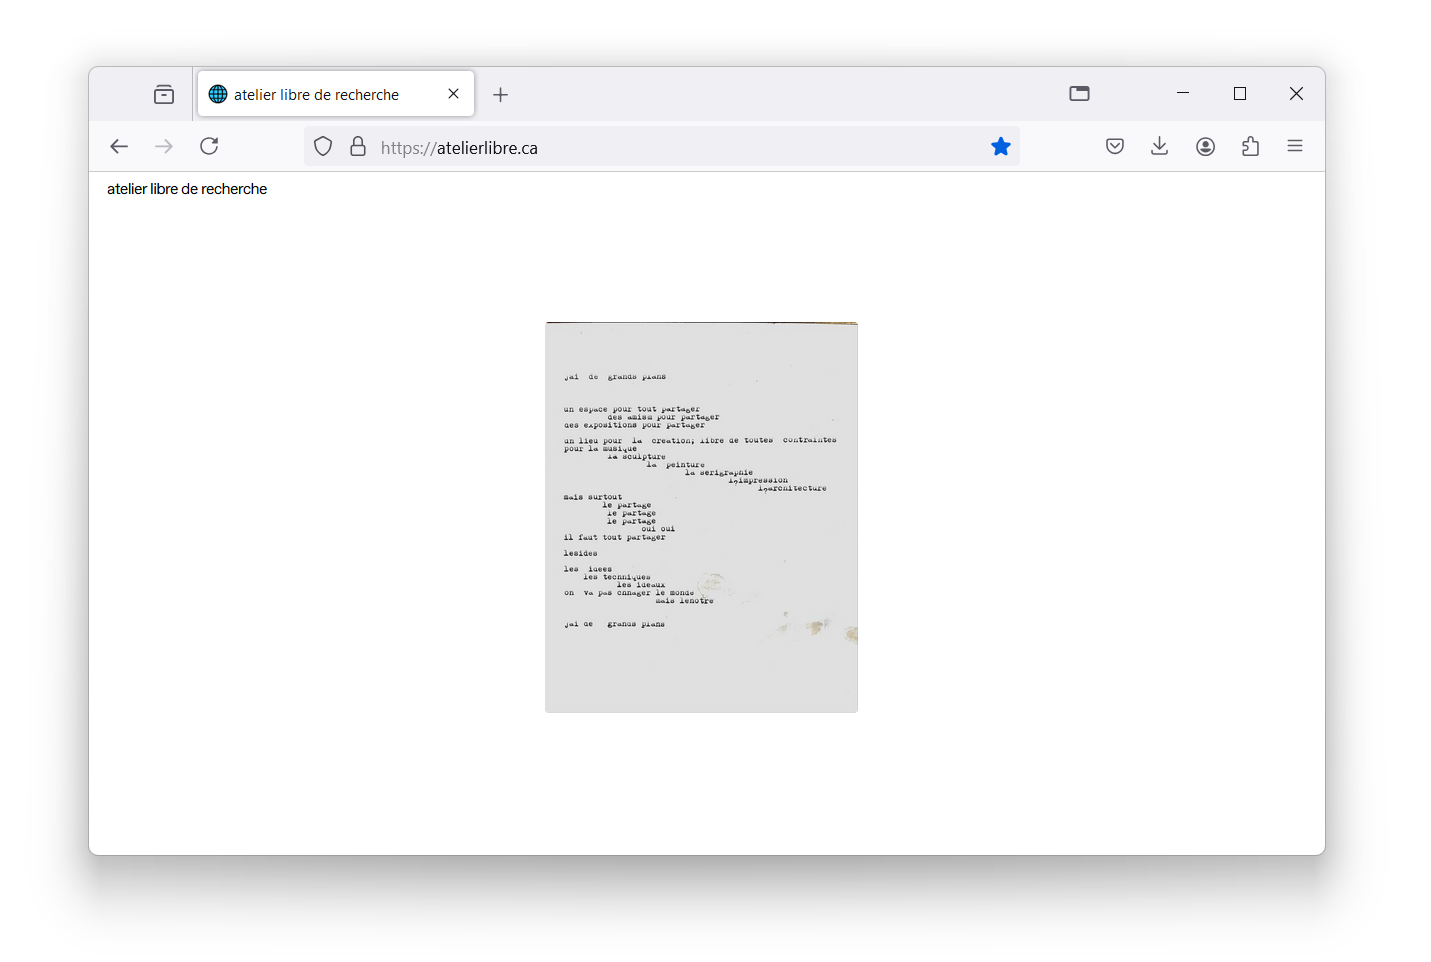 atelier libre de recherche
https://atelierlibre.ca
atelier libre de recherche
jai de grands plans
un espace pour tout partager
des amism pour partager
des expositions pour partager
un lieu pour la creation; libre de toutes contraintes
pour la musique
la sculpture
la peinture
la serigraphie
impression
architecture
mais surtout
le partage
le partage
le partage
oui oui
il faut tout partager
lesides
les idees
les techniques
les ideaux
on va pas chnager le monde
mais lenotre
jai de grands plans